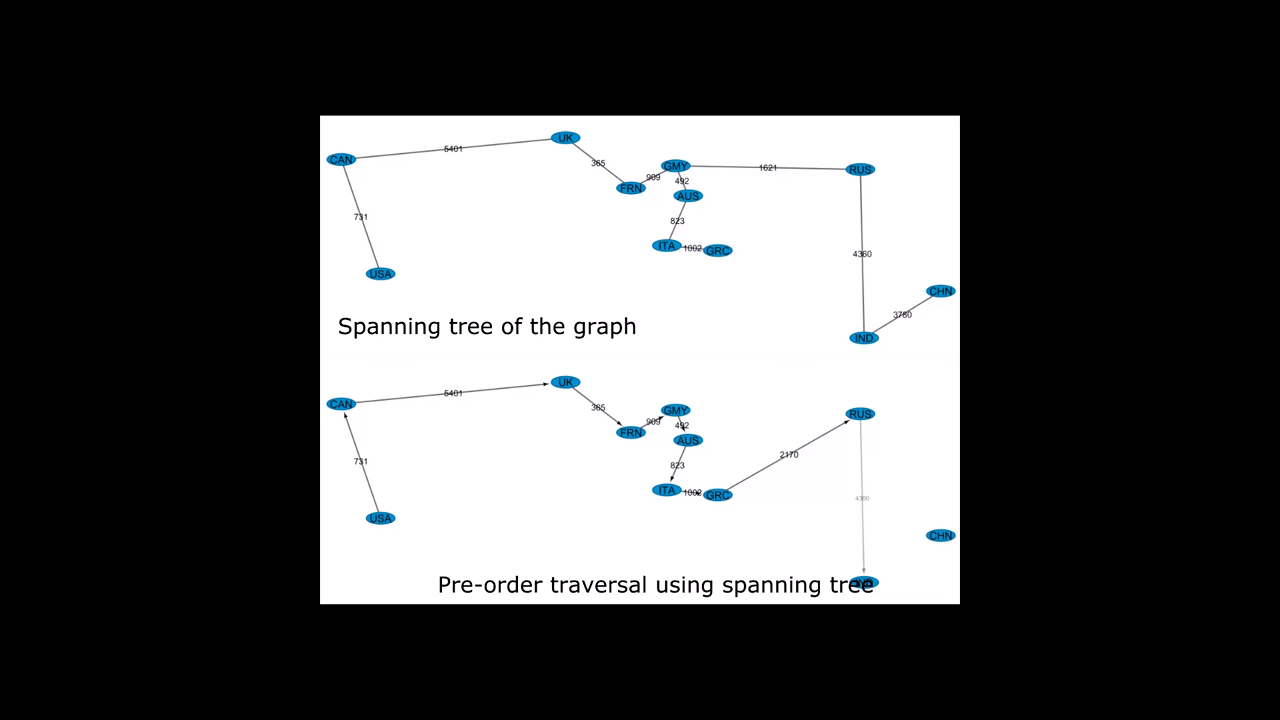 UK
CAN
5401
365
GMY
1621
RUS
909
492
FRN
AUS
731
823
ITA
1002
GRC
4360
USA
CHN
3780
Spanning tree of the graph
IND
UK
5401
CAN
365
GMY
RUS
909
492
FRN
AUS
2170
731
823
ITA
1002
GRC
4360
USA
CHN
Pre-order traversal using spanning tree